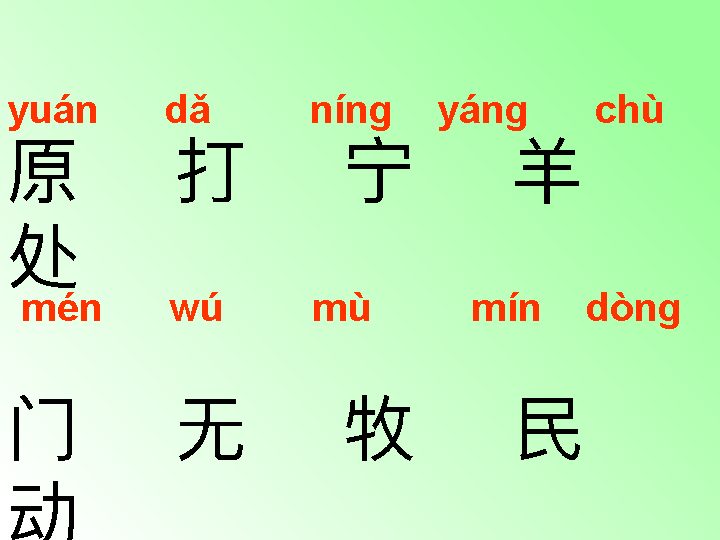 yuán dǎ níng yáng chù
原 打 宁 羊
处
mén wú mù mín dòng
门 无 牧 民
动